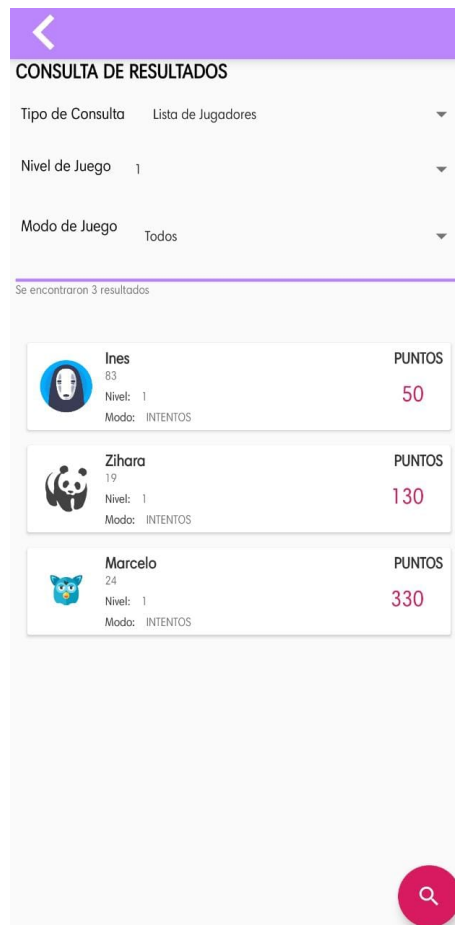 CONSULTA DE RESULTADOS
Tipo de Consulta Lista de Jugadores
Nivel de Juego 1
Modo de Juego Todos
Se encontraron 3 resultados
Ines PUNTOS
83
50
Nivel: 1
Modo: INTENTOS
Zihara PUNTOS
19
130
Nivel: 1
Modo: INTENTOS
Marcelo PUNTOS
24
330
Nivel: 1
Modo: INTENTOS